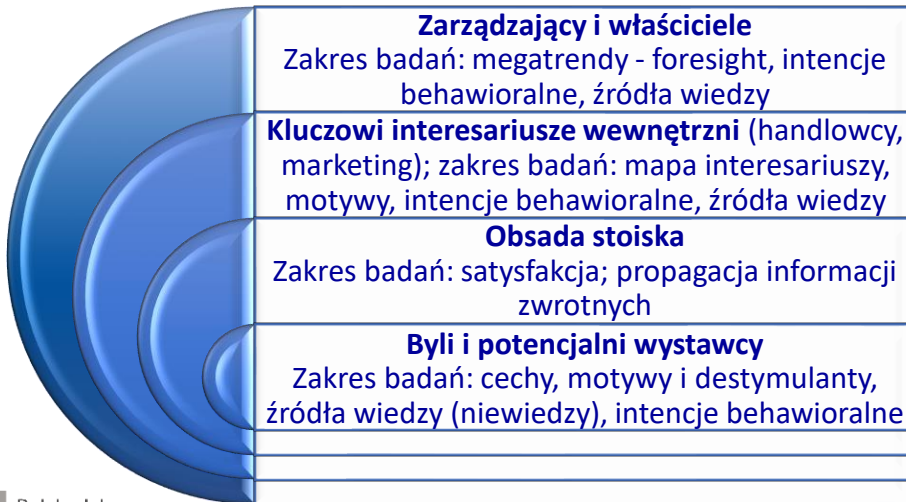 Zarządzający i właściciele
Zakres badań: megatrendy - foresight, intencje
behawioralne, źródła wiedzy
Kluczowi interesariusze wewnętrzni (handlowcy,
marketing); zakres badań: mapa interesariuszy,
motywy, intencje behawioralne, źródła wiedzy
Obsada stoiska
Zakres badań: satysfakcja; propagacja informacji
zwrotnych
Byli i potencjalni wystawcy
Zakres badań: cechy, motywy i destymulanty,
źródła wiedzy (niewiedzy), intencje behawioralne